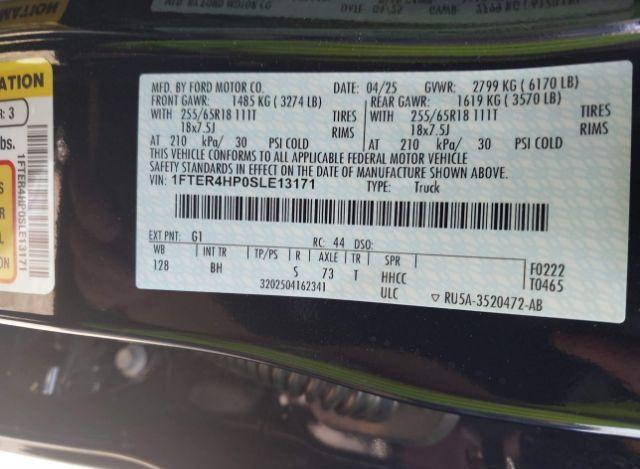 MFD. BY FORD MOTOR CO.
DATE: 04/25 GVWR: 2799 KG ( 6170 LB)
FRONT GAWR: 1485 KG ( 3274 LB) REAR GAWR: 1619 KG ( 3570 LB)
WITH 255/65R18 111T TIRES WITH 255/65R18 111T TIRES
18x7.5J RIMS 18x7.5J RIMS
AT 210 kPa/ 30 PSI COLD AT 210 kPa/ 30 PSI COLD
THIS VEHICLE CONFORMS TO ALL APPLICABLE FEDERAL MOTOR VEHICLE
SAFETY STANDARDS IN EFFECT ON THE DATE OF MANUFACTURE SHOWN ABOVE.
VIN: 1FTER4HP0SLE13171 TYPE: Truck
EXT PNT: G1 RC: 44 DSO:
WB INT TR TP/PS R AXLE TR SPR
128 BH S 73 T HHCC
ULC
F0222
T0465
3202504162341
RU5A-3520472-AB
ATION
R: 3
lbs.
1FTER4HP0SLE13171
L
ON